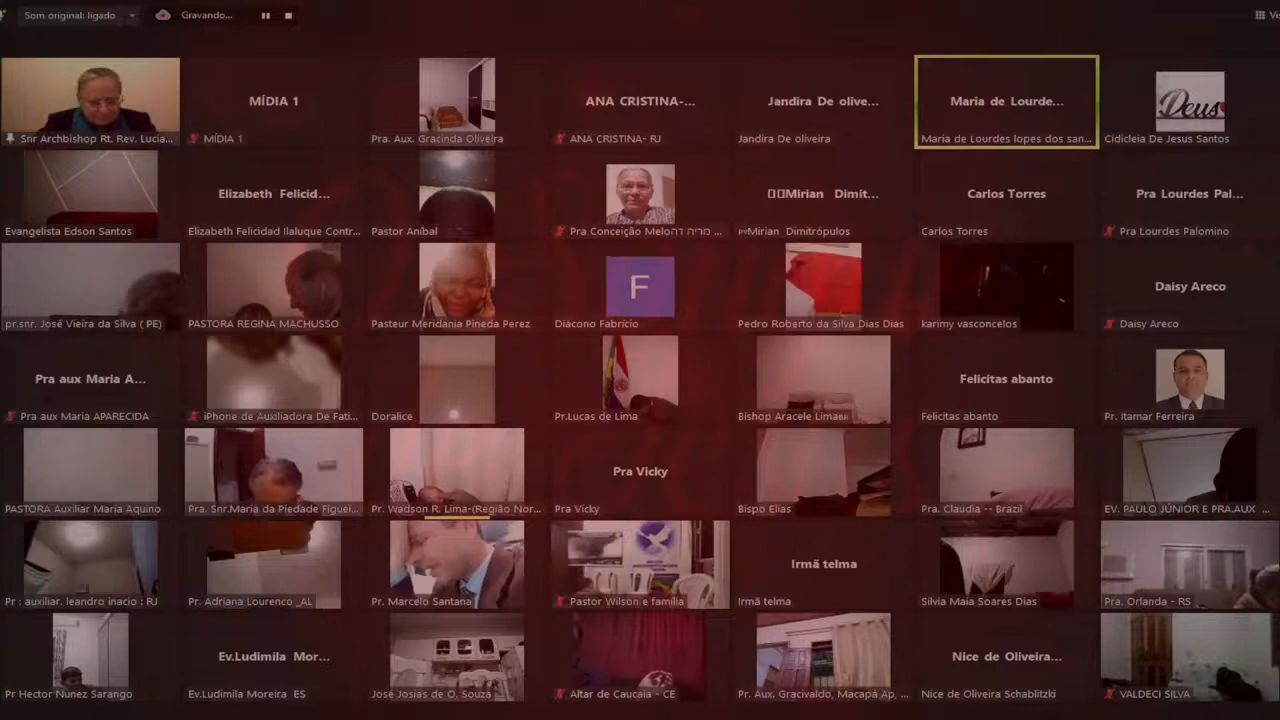 Som original: ligado
Gravando...
Snr Archbishop Rt. Rev. Lucia...
MÍDIA 1
MÍDIA 1
Pra. Aux. Gracinda Oliveira
ANA CRISTINA-...
ANA CRISTINA- RJ
Jandira De olive...
Jandira De oliveira
Maria de Lourde...
Maria de Lourdes lopes dos san...
Deus
Cidicleia De Jesus Santos
Evangelista Edson Santos
Elizabeth Felicid...
Elizabeth Felicidad Ilaluque Contr...
Pastor Aníbal
Pra Conceição Melo
Mirian Dimit...
Mirian Dimitrópulos
Carlos Torres
Carlos Torres
Pra Lourdes Pal...
Pra Lourdes Palomino
pr.snr. José Vieira da Silva ( PE)
PASTORA REGINA MACHUSSO
Pasteur Meridania Pineda Perez
F
Diácono Fabrício
Pedro Roberto da Silva Dias Dias
karimy vasconcelos
Daisy Areco
Daisy Areco
Pra aux Maria A...
Pra aux Maria APARECIDA
iPhone de Auxiliadora De Fati...
Doralice
Pr.Lucas de Lima
Bishop Aracele Lima
Felicitas abanto
Felicitas abanto
Pr. Itamar Ferreira
PASTORA Auxiliar Maria Aquino
Pra. Snr.Maria da Piedade Figuei...
Pr. Wadson R. Lima-(Região Nor...
Pra Vicky
Pra Vicky
Bispo Elias
Pra. Claudia -- Brazil
EV. PAULO JÚNIOR E PRA.AUX ...
Pr : auxiliar. leandro inacio : RJ
Pr. Adriana Lourenco _AL
Pr. Marcelo Santana
Pastor Wilson e família
Irmã telma
Irmã telma
Silvia Maia Soares Dias
Pra. Orlanda - RS
Pr Hector Nunez Sarango
Ev.Ludimila Mor...
Ev.Ludimila Moreira ES
José Josias de O. Souza
Altar de Caucaia - CE
Pr. Aux. Gracivaldo, Macapá Ap, ...
Nice de Oliveira...
Nice de Oliveira Schablitzki
VALDECI SILVA